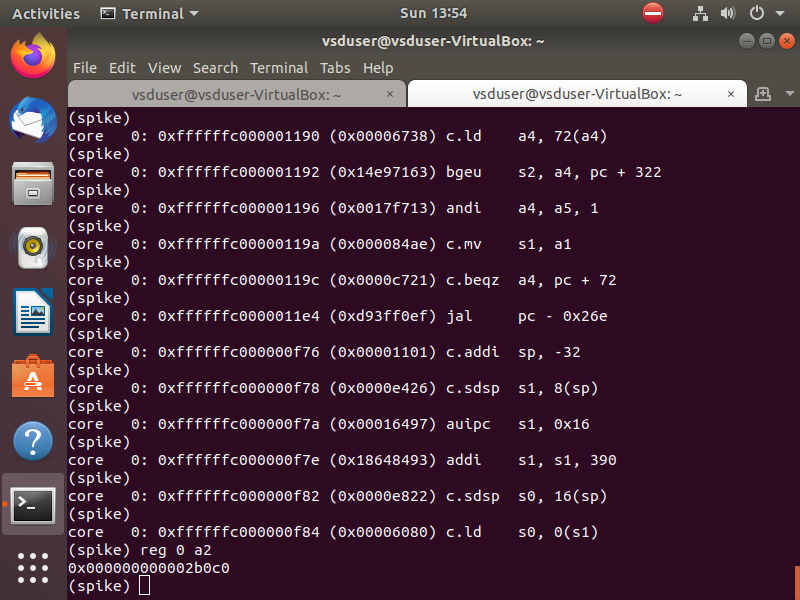 Activities Terminal Sun 13:54
vsduser@vsduser-VirtualBox: ~
File Edit View Search Terminal Tabs Help
vsduser@vsduser-VirtualBox: ~ × vsduser@vsduser-VirtualBox: ~ ×
(spike)
core   0: 0xffffffc000001190 (0x00006738) c.ld    a4, 72(a4)
(spike)
core   0: 0xffffffc000001192 (0x14e97163) bgeu    s2, a4, pc + 322
(spike)
core   0: 0xffffffc000001196 (0x0017f713) andi    a4, a5, 1
(spike)
core   0: 0xffffffc00000119a (0x000084ae) c.mv    s1, a1
(spike)
core   0: 0xffffffc00000119c (0x0000c721) c.beqz  a4, pc + 72
(spike)
core   0: 0xffffffc0000011e4 (0xd93ff0ef) jal     pc - 0x26e
(spike)
core   0: 0xffffffc000000f76 (0x00001101) c.addi  sp, -32
(spike)
core   0: 0xffffffc000000f78 (0x0000e426) c.sdsp  s1, 8(sp)
(spike)
core   0: 0xffffffc000000f7a (0x00016497) auipc   s1, 0x16
(spike)
core   0: 0xffffffc000000f7e (0x18648493) addi    s1, s1, 390
(spike)
core   0: 0xffffffc000000f82 (0x0000e822) c.sdsp  s0, 16(sp)
(spike)
core   0: 0xffffffc000000f84 (0x00006080) c.ld    s0, 0(s1)
(spike) reg 0 a2
0x000000000002b0c0
(spike)